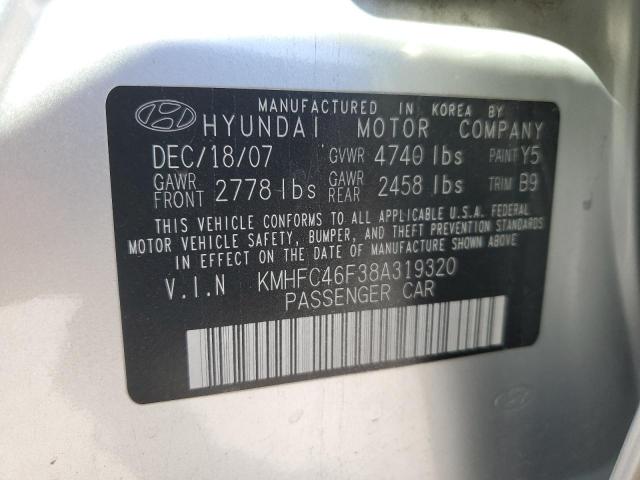 MANUFACTURED IN KOREA BY
HYUNDAI MOTOR COMPANY
DEC/18/07 GVWR 4740 lbs PAINT Y5
GAWR FRONT 2778 lbs GAWR REAR 2458 lbs TRIM B9
THIS VEHICLE CONFORMS TO ALL APPLICABLE U.S.A. FEDERAL
MOTOR VEHICLE SAFETY, BUMPER, AND THEFT PREVENTION STANDARDS
IN EFFECT ON THE DATE OF MANUFACTURE SHOWN ABOVE.
V.I.N KMHFC46F38A319320
PASSENGER CAR